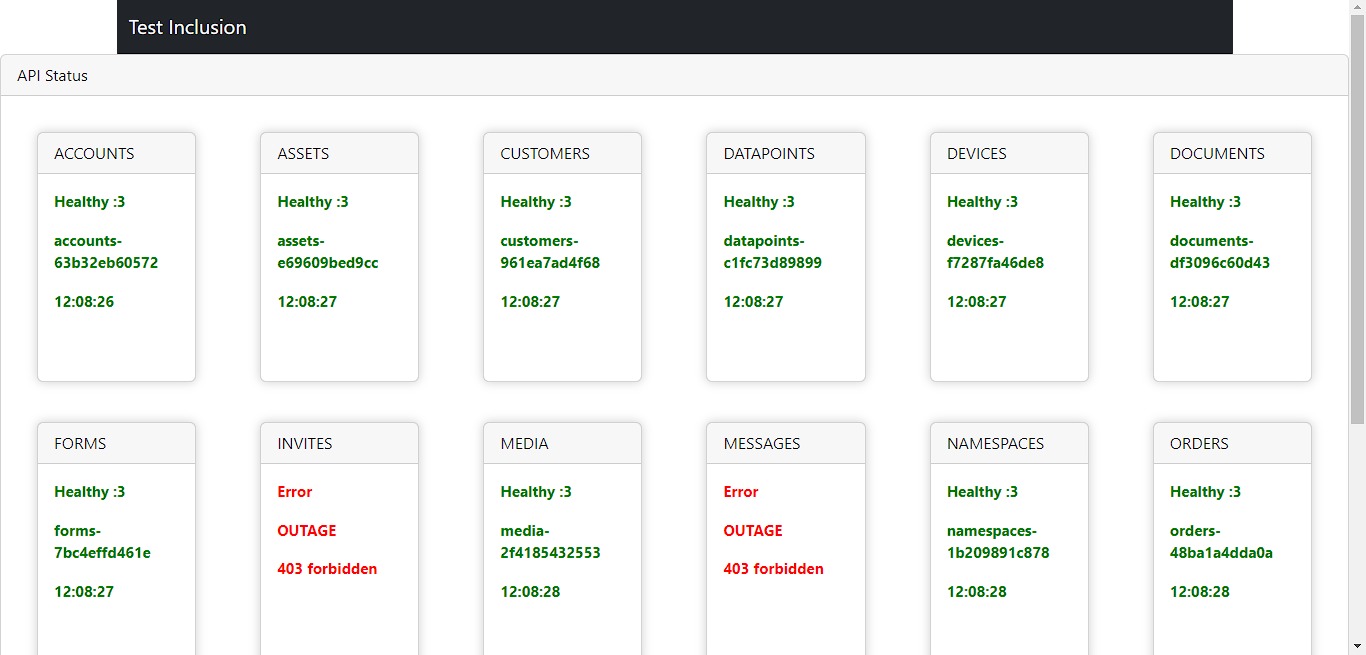 Test Inclusion
API Status
ACCOUNTS
Healthy :3
accounts-
63b32eb60572
12:08:26
ASSETS
Healthy :3
assets-
e69609bed9cc
12:08:27
CUSTOMERS
Healthy :3
customers-
961ea7ad4f68
12:08:27
DATAPOINTS
Healthy :3
datapoints-
c1fc73d89899
12:08:27
DEVICES
Healthy :3
devices-
f7287fa46de8
12:08:27
DOCUMENTS
Healthy :3
documents-
df3096c60d43
12:08:27
FORMS
Healthy :3
forms-
7bc4effd461e
12:08:27
INVITES
Error
OUTAGE
403 forbidden
MEDIA
Healthy :3
media-
2f4185432553
12:08:28
MESSAGES
Error
OUTAGE
403 forbidden
NAMESPACES
Healthy :3
namespaces-
1b209891c878
12:08:28
ORDERS
Healthy :3
orders-
48ba1a4dda0a
12:08:28